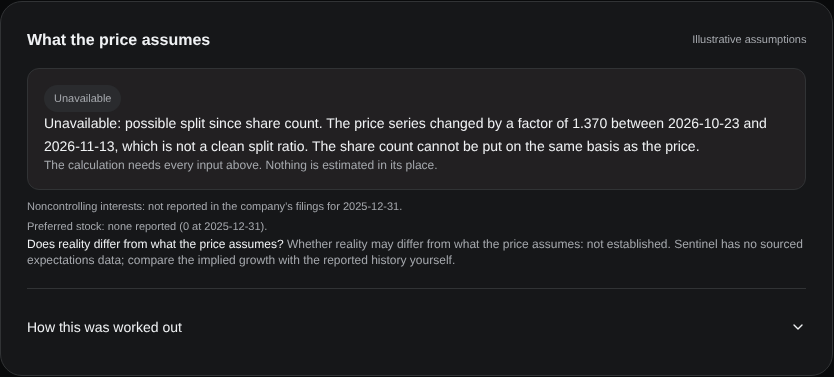 What the price assumes
Illustrative assumptions
Unavailable
Unavailable: possible split since share count. The price series changed by a factor of 1.370 between 2026-10-23 and
2026-11-13, which is not a clean split ratio. The share count cannot be put on the same basis as the price.
The calculation needs every input above. Nothing is estimated in its place.
Noncontrolling interests: not reported in the company's filings for 2025-12-31.
Preferred stock: none reported (0 at 2025-12-31).
Does reality differ from what the price assumes? Whether reality may differ from what the price assumes: not established. Sentinel has no sourced
expectations data; compare the implied growth with the reported history yourself.
How this was worked out